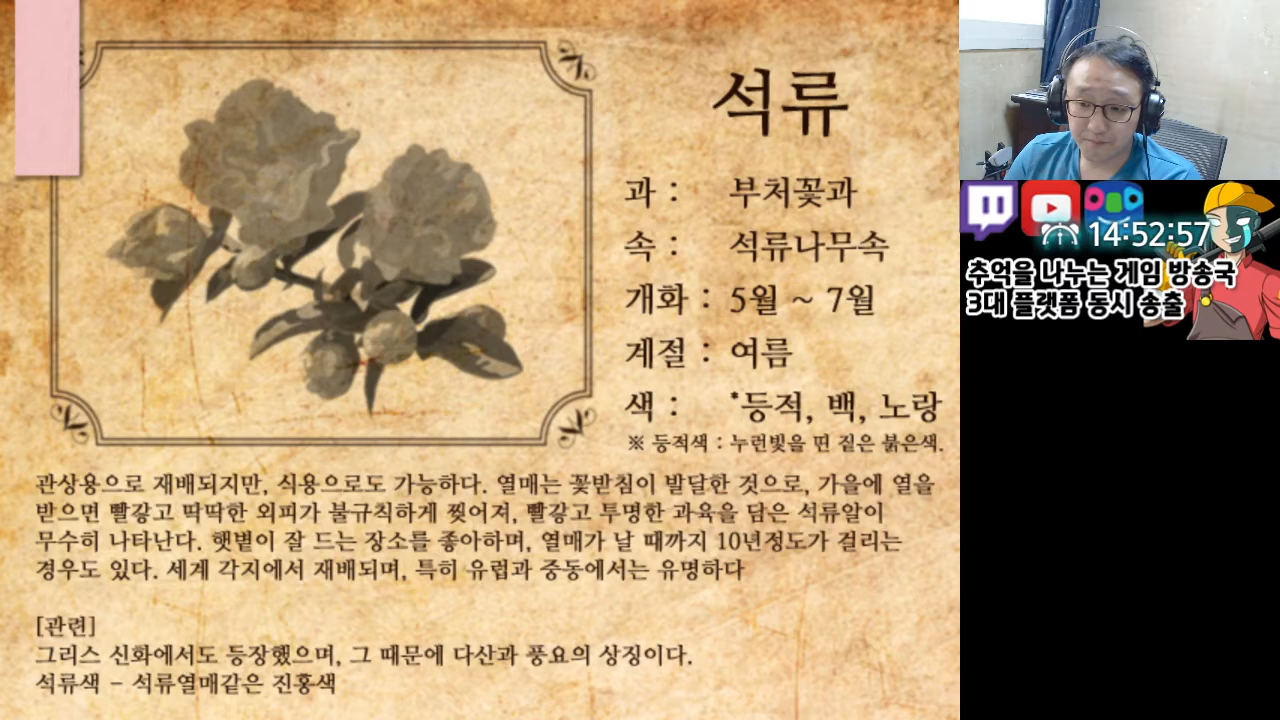 석류
과 : 부처꽃과
속 : 석류나무속
개화 : 5월 ~ 7월
계절 : 여름
색 : *등적, 백, 노랑
※ 등적색 : 누런빛을 띤 짙은 붉은색.
관상용으로 재배되지만, 식용으로도 가능하다. 열매는 꽃받침이 발달한 것으로, 가을에 열을
받으면 빨갛고 딱딱한 외피가 불규칙하게 찢어져, 빨갛고 투명한 과육을 담은 석류알이
무수히 나타난다. 햇볕이 잘 드는 장소를 좋아하며, 열매가 날 때까지 10년정도가 걸리는
경우도 있다. 세계 각지에서 재배되며, 특히 유럽과 중동에서는 유명하다
[관련]
그리스 신화에서도 등장했으며, 그 때문에 다산과 풍요의 상징이다.
석류색 - 석류열매같은 진홍색
14:52:57
추억을 나누는 게임 방송국
3대 플랫폼 동시 송출